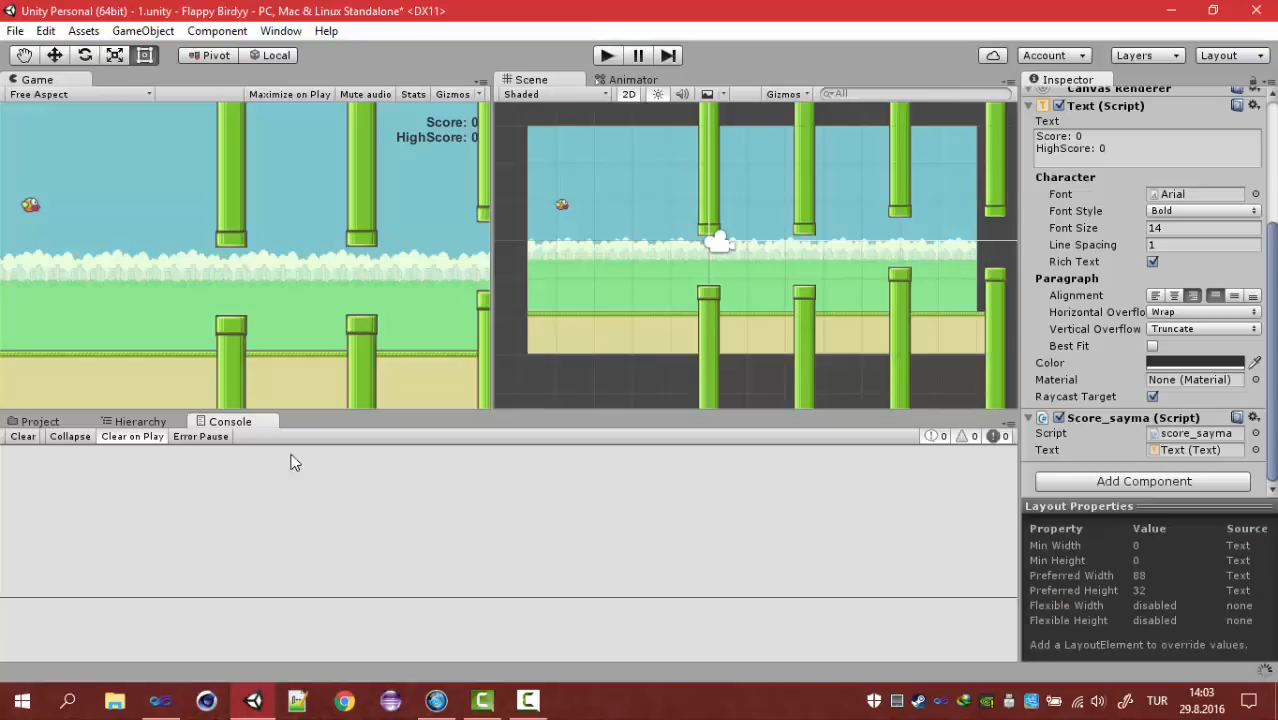 Unity Personal (64bit) - 1.unity - Flappy Birdyy - PC, Mac & Linux Standalone* <DX11>
File Edit Assets GameObject Component Window Help
Pivot Local Account Layers Layout
Game Scene Animator Inspector
Free Aspect Maximize on Play Mute audio Stats Gizmos Shaded 2D Gizmos All
Canvas Renderer
Text (Script)
Text
Score: 0
HighScore: 0
Score: 0
HighScore: 0
Character
Font Arial
Font Style Bold
Font Size 14
Line Spacing 1
Rich Text
Paragraph
Alignment
Horizontal Overflo Wrap
Vertical Overflow Truncate
Best Fit
Color
Material None (Material)
Raycast Target
Score_sayma (Script)
Script score_sayma
Text Text (Text)
Add Component
Project Hierarchy Console
Clear Collapse Clear on Play Error Pause 0 0 0
Layout Properties
Property Value Source
Min Width 0 Text
Min Height 0 Text
Preferred Width 88 Text
Preferred Height 32 Text
Flexible Width disabled none
Flexible Height disabled none
Add a LayoutElement to override values.
TUR
14:03
29.8.2016